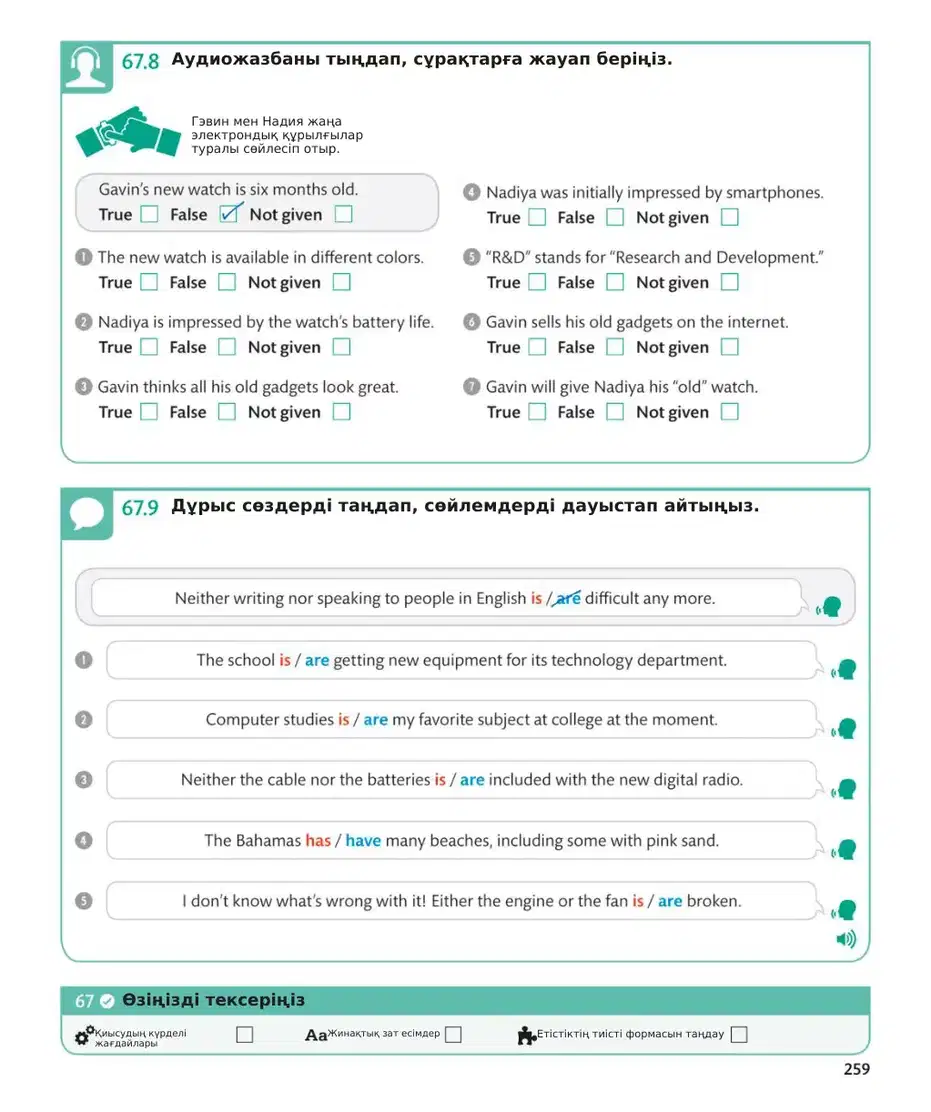 67.8 Аудиожазбаны тыңдап, сұрақтарға жауап беріңіз.
Гэвин мен Надия жаңа
электрондық құрылғылар
туралы сөйлесіп отыр.
Gavin’s new watch is six months old.
True False Not given
1 The new watch is available in different colors.
True False Not given
2 Nadiya is impressed by the watch’s battery life.
True False Not given
3 Gavin thinks all his old gadgets look great.
True False Not given
4 Nadiya was initially impressed by smartphones.
True False Not given
5 “R&D” stands for “Research and Development.”
True False Not given
6 Gavin sells his old gadgets on the internet.
True False Not given
7 Gavin will give Nadiya his “old” watch.
True False Not given
67.9 Дұрыс сөздерді таңдап, сөйлемдерді дауыстап айтыңыз.
Neither writing nor speaking to people in English is / are difficult any more.
1 The school is / are getting new equipment for its technology department.
2 Computer studies is / are my favorite subject at college at the moment.
3 Neither the cable nor the batteries is / are included with the new digital radio.
4 The Bahamas has / have many beaches, including some with pink sand.
5 I don’t know what’s wrong with it! Either the engine or the fan is / are broken.
67 Өзіңізді тексеріңіз
Қиысудың күрделі
жағдайлары
Aa Жинақтық зат есімдер
Етістіктің тиісті формасын таңдау
259